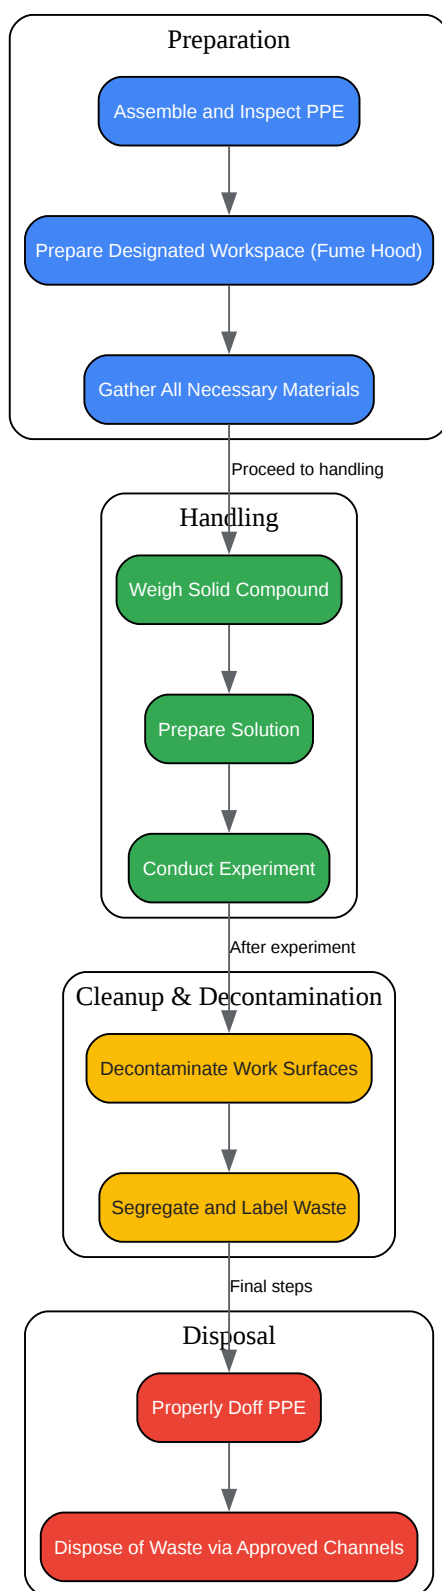 Preparation
Assemble and Inspect PPE
Prepare Designated Workspace (Fume Hood)
Gather All Necessary Materials
Proceed to handling
Handling
Weigh Solid Compound
Prepare Solution
Conduct Experiment
After experiment
Cleanup & Decontamination
Decontaminate Work Surfaces
Segregate and Label Waste
Final steps
Disposal
Properly Doff PPE
Dispose of Waste via Approved Channels